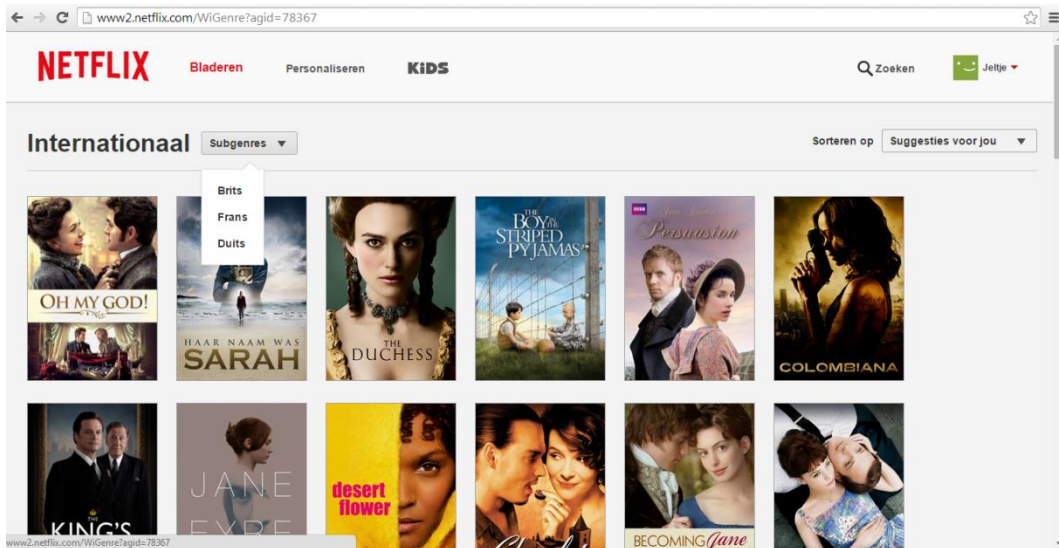 www2.netflix.com/WiGenre?agid=78367
NETFLIX Bladeren Personaliseren KiDS Zoeken Jeltje
Internationaal Subgenres Sorteren op Suggesties voor jou
Brits
Frans
Duits
OH MY GOD!
HAAR NAAM WAS
SARAH
THE
DUCHESS
THE
BOY IN THE
STRIPED
PYJAMAS
BBC
Persuasion
COLOMBIANA
THE
KING'S
JANE
EYRE
desert
flower
BECOMING Jane
www2.netflix.com/WiGenre?agid=78367